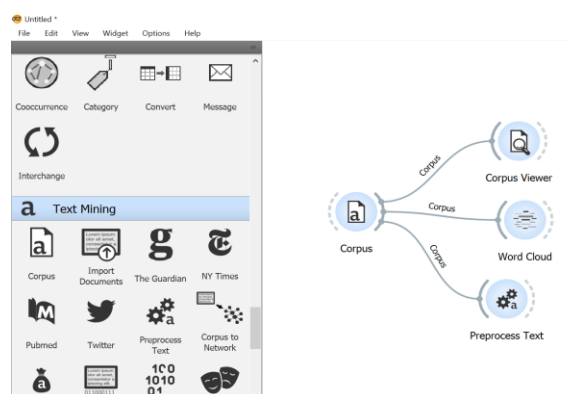 Untitled *
File Edit View Widget Options Help
Cooccurrence Category Convert Message
Interchange
a Text Mining
Corpus Import Documents The Guardian NY Times
Pubmed Twitter Preprocess Text Corpus to Network
Corpus
Corpus
Corpus
Corpus
Corpus Viewer
Word Cloud
Preprocess Text